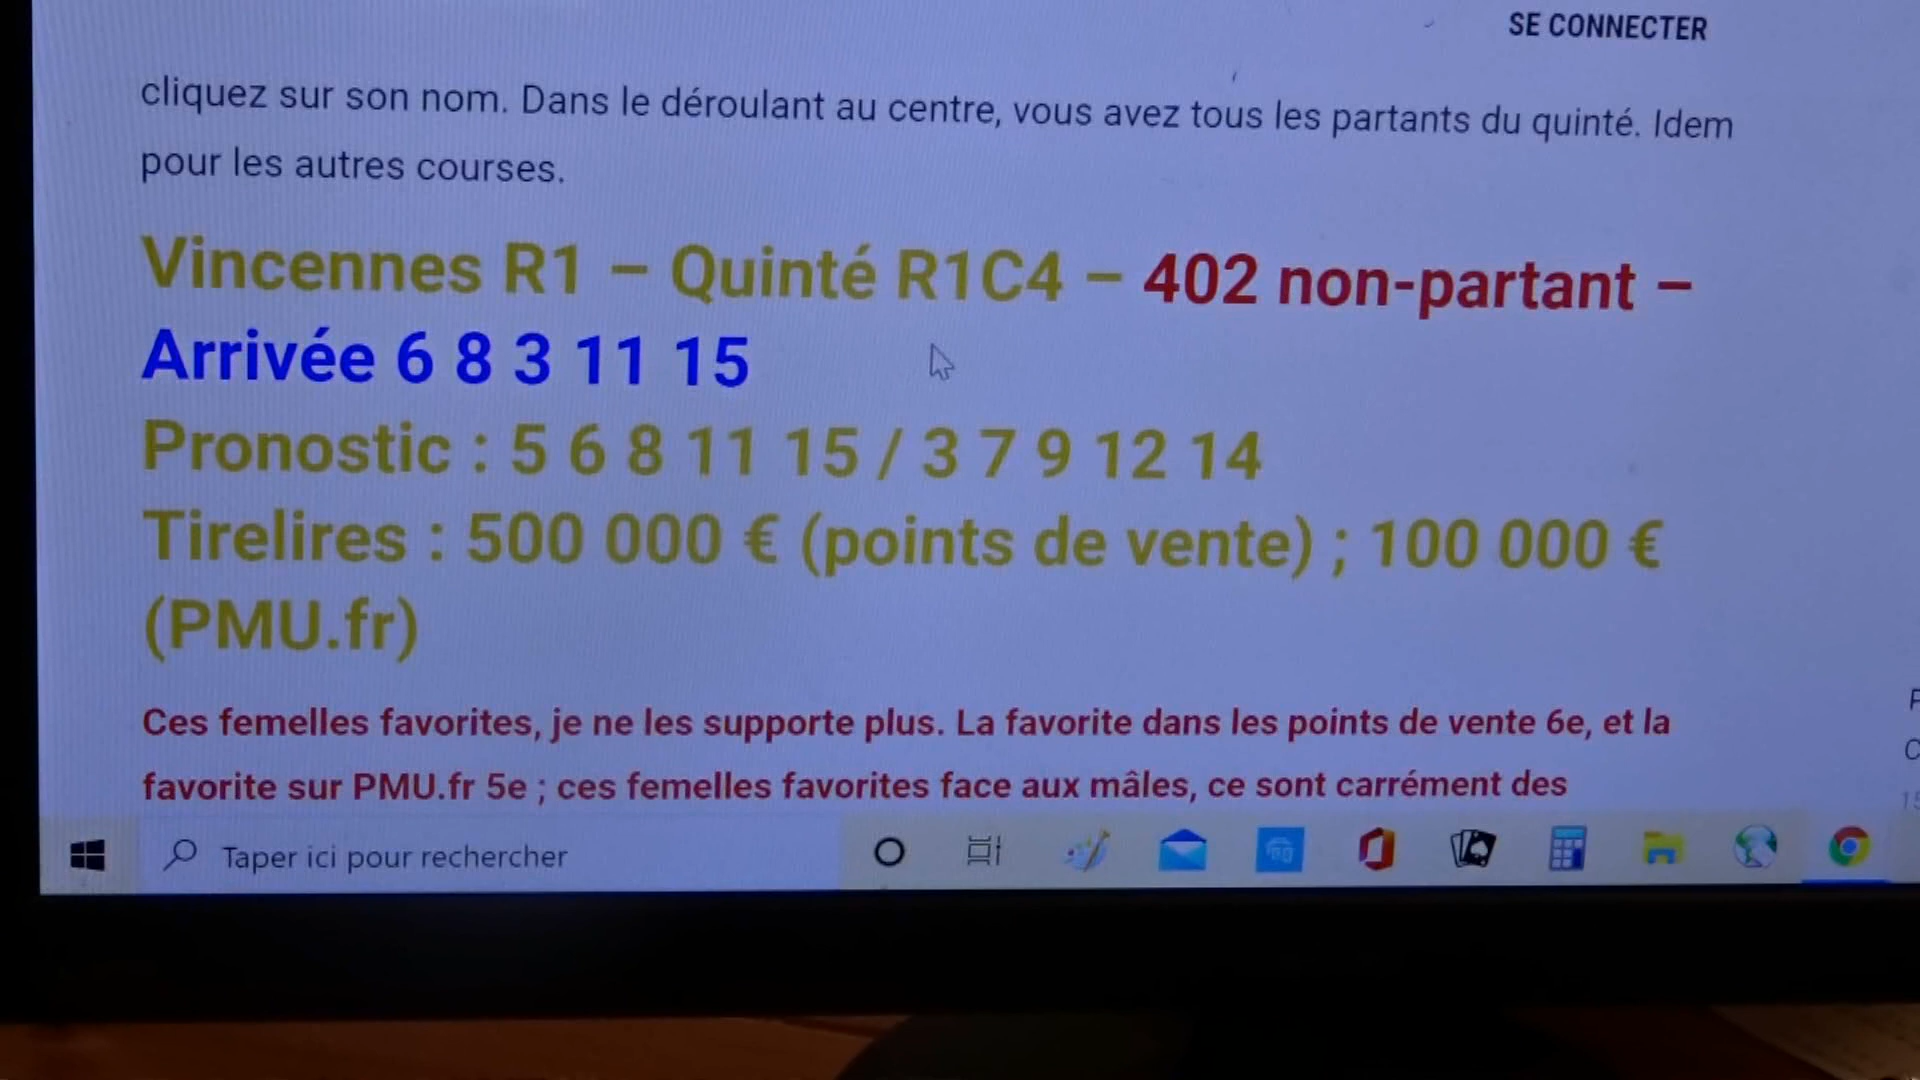 SE CONNECTER
cliquez sur son nom. Dans le déroulant au centre, vous avez tous les partants du quinté. Idem
pour les autres courses.
Vincennes R1 – Quinté R1C4 – 402 non-partant –
Arrivée 6 8 3 11 15
Pronostic : 5 6 8 11 15 / 3 7 9 12 14
Tirelires : 500 000 € (points de vente) ; 100 000 €
(PMU.fr)
Ces femelles favorites, je ne les supporte plus. La favorite dans les points de vente 6e, et la
favorite sur PMU.fr 5e ; ces femelles favorites face aux mâles, ce sont carrément des
Taper ici pour rechercher